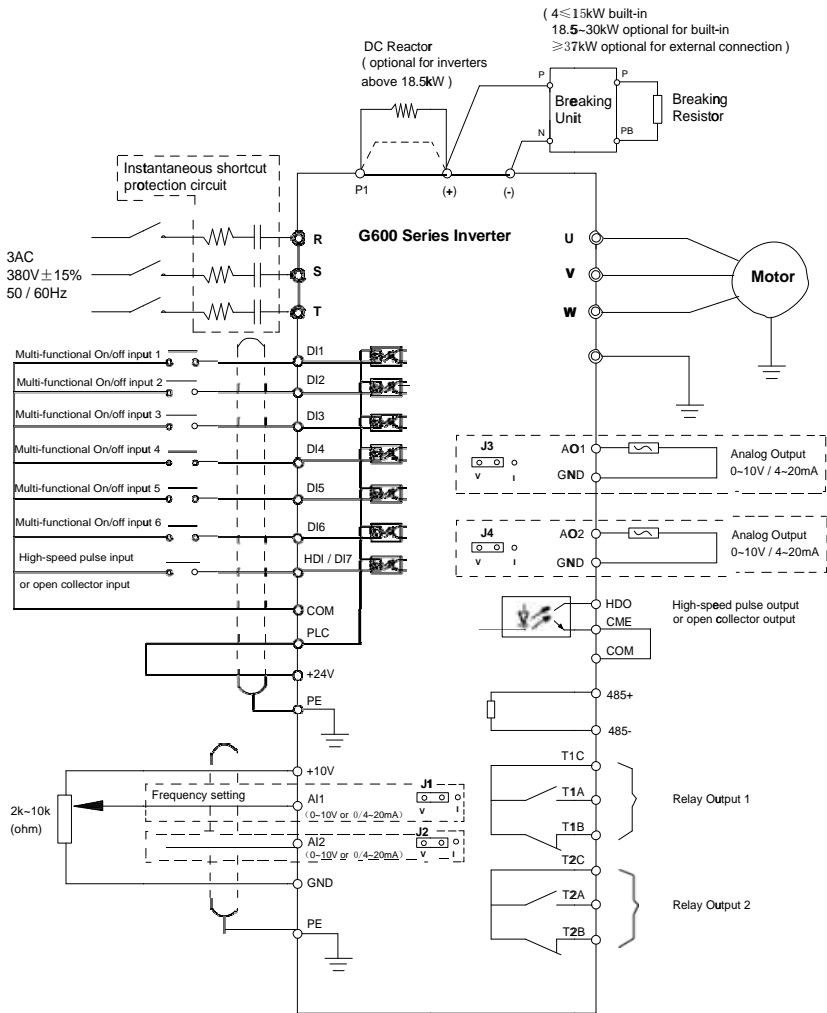 ( 4≤15kW built-in
18.5~30kW optional for built-in
≥37kW optional for external connection )
DC Reactor
( optional for inverters
above 18.5kW )
P
P
Breaking
Unit
Breaking
Resistor
N
PB
Instantaneous shortcut
protection circuit
P1
(+)
(-)
G600 Series Inverter
R
U
3AC
380V±15%
50 / 60Hz
S
V
Motor
T
W
Multi-functional On/off input 1
DI1
Multi-functional On/off input 2
DI2
Multi-functional On/off input 3
DI3
Multi-functional On/off input 4
DI4
Multi-functional On/off input 5
DI5
Multi-functional On/off input 6
DI6
High-speed pulse input
or open collector input
HDI / DI7
COM
PLC
+24V
PE
J3
V
I
AO1
GND
Analog Output
0~10V / 4~20mA
J4
V
I
AO2
GND
Analog Output
0~10V / 4~20mA
HDO
CME
COM
High-speed pulse output
or open collector output
485+
485-
+10V
Frequency setting
J1
AI1
(0~10V or 0/4~20mA)
V
I
2k~10k
(ohm)
J2
AI2
(0~10V or 0/4~20mA)
V
I
GND
PE
T1C
T1A
T1B
Relay Output 1
T2C
T2A
T2B
Relay Output 2